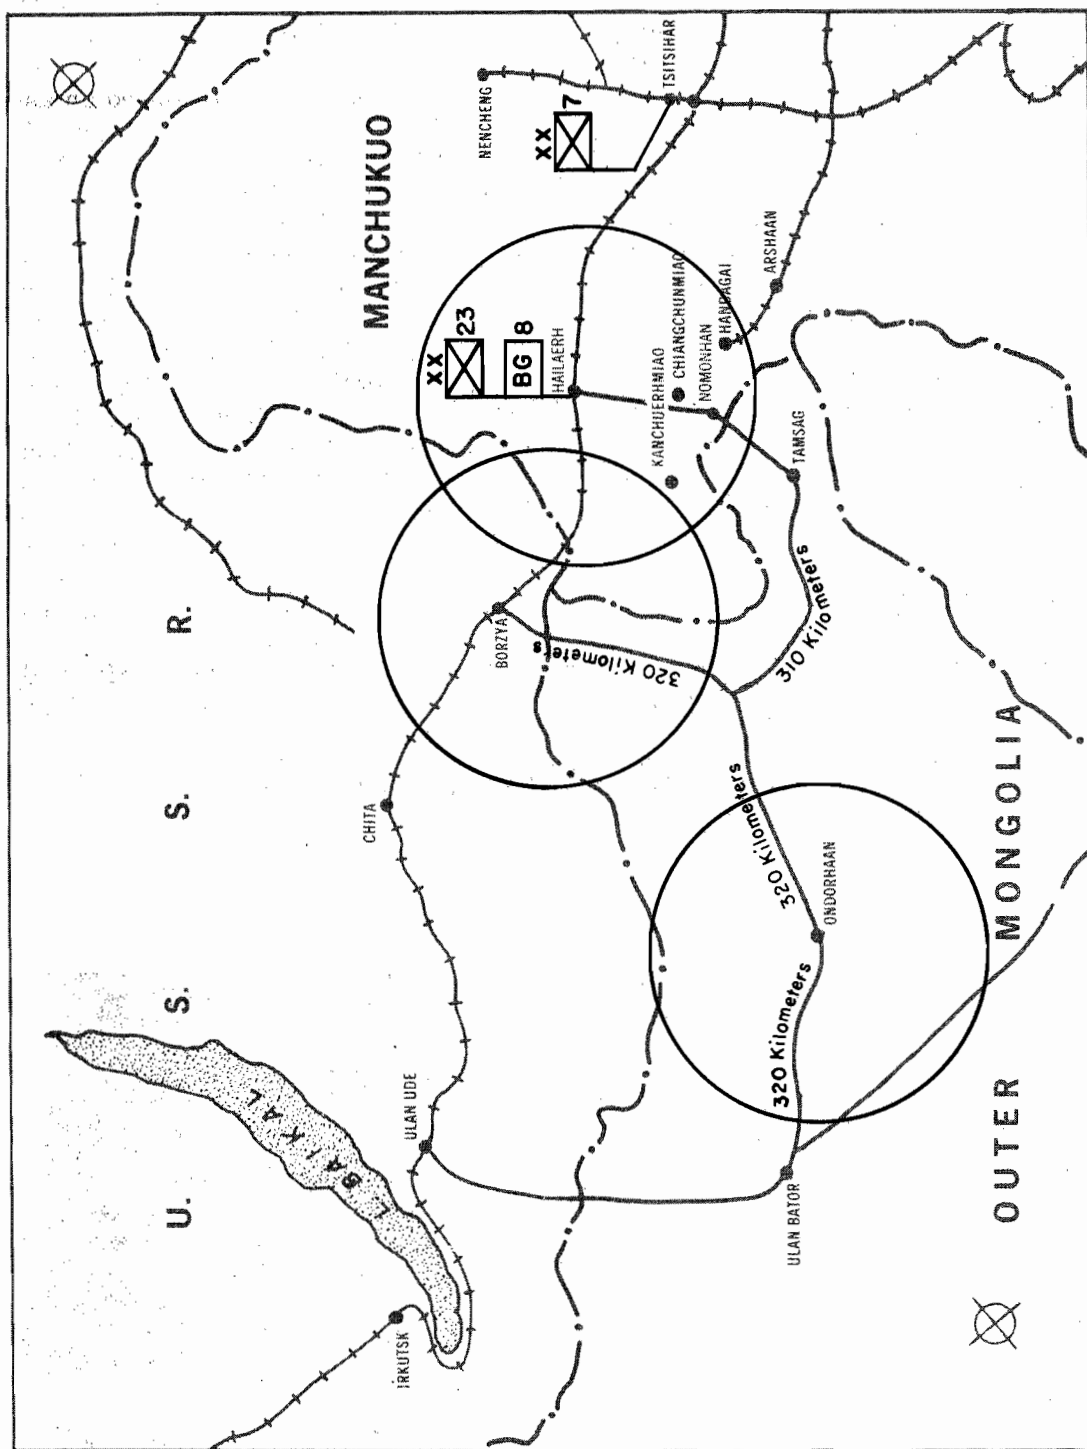 U. S. S. R.
L. BAIKAL
IRKUTSK
ULAN UDE
CHITA
BORZYA
MANCHUKUO
NENCHENG
XX
7
TSITSIHAR
XX
23
BG
8
HAILAERH
KANCHUERHMIAO
CHIANGCHUNMIAO
NOMONHAN
HANDAGAI
ARSHAAN
TAMSAG
320 Kilometers
310 Kilometers
320 Kilometers
320 Kilometers
ONDORHAAN
ULAN BATOR
OUTER MONGOLIA